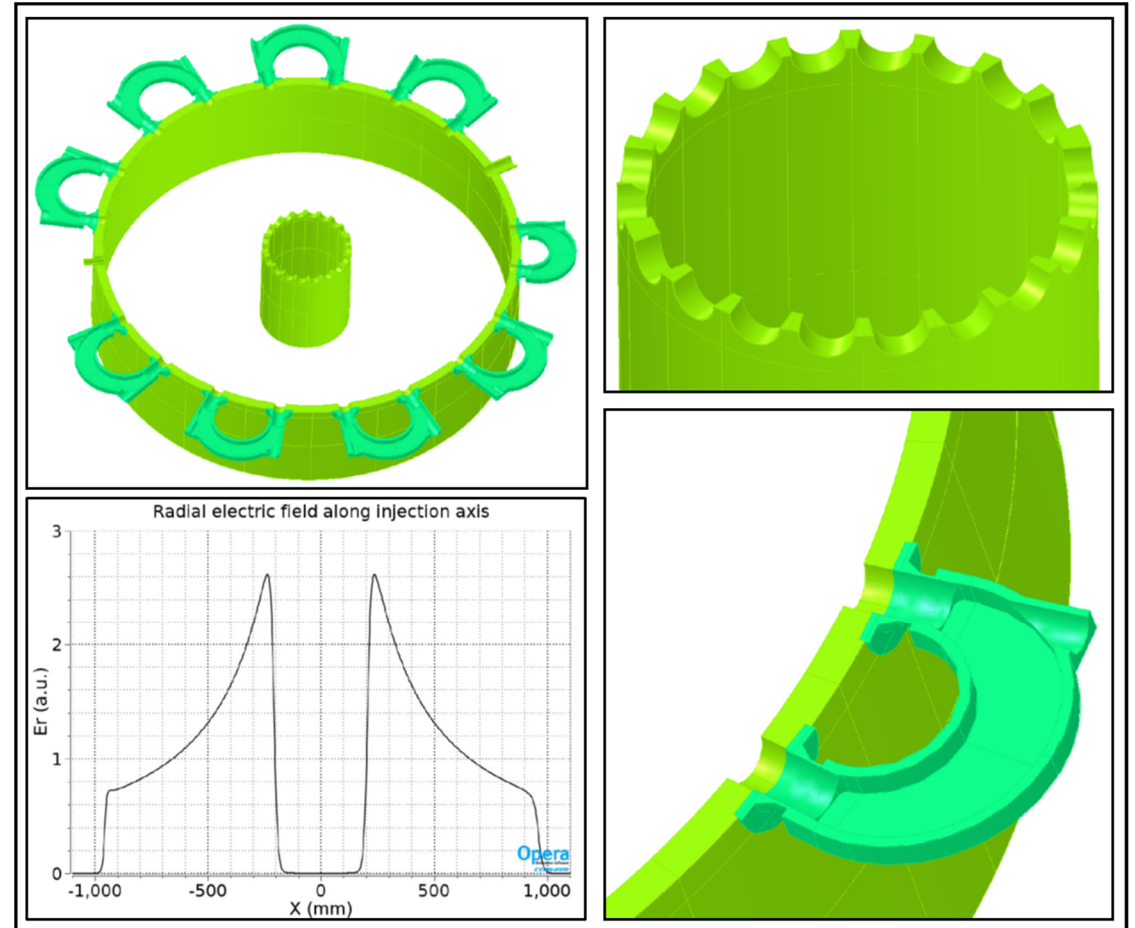 Radial electric field along injection axis
3
2
1
0
Er (a.u.)
-1,000
-500
0
500
1,000
X (mm)
Opera